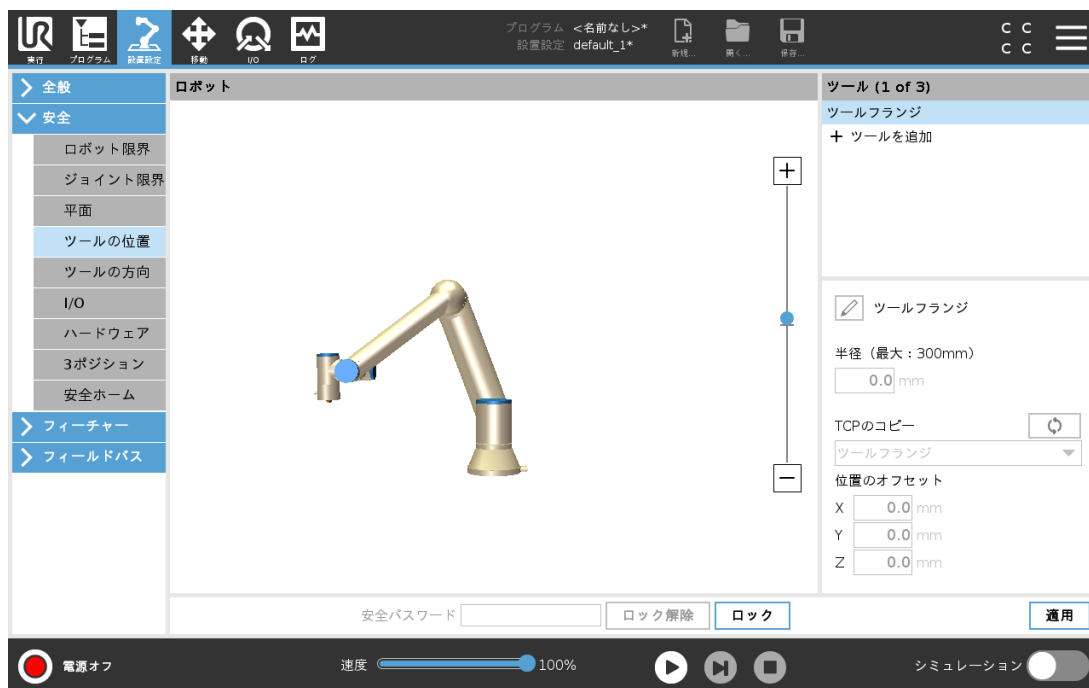 プログラム <名前なし>*
設置設定 default_1*
実行 プログラム 設置設定 移動 I/O ログ
新規... 開く... 保存...
C C
C C
全般
安全
ロボット限界
ジョイント限界
平面
ツールの位置
ツールの方向
I/O
ハードウェア
3ポジション
安全ホーム
フィーチャー
フィールドバス
ロボット
ツール (1 of 3)
ツールフランジ
+ ツールを追加
ツールフランジ
半径（最大：300mm）
0.0 mm
TCPのコピー
ツールフランジ
位置のオフセット
X 0.0 mm
Y 0.0 mm
Z 0.0 mm
安全パスワード ロック解除 ロック 適用
電源オフ 速度 100% シミュレーション